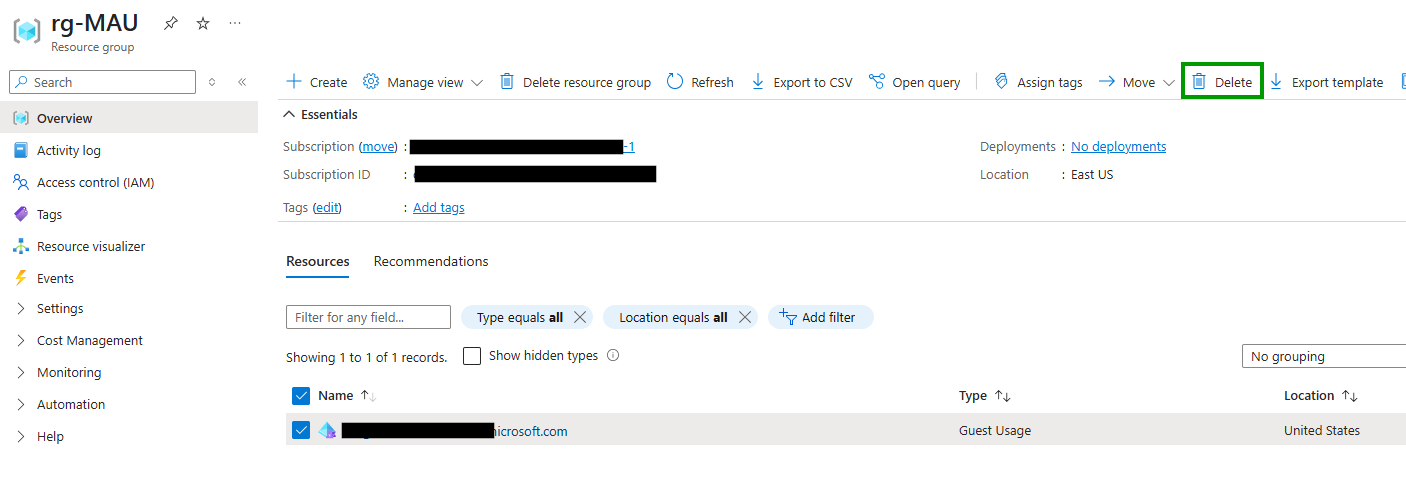 rg-MAU
Resource group
Search
Create Manage view Delete resource group Refresh Export to CSV Open query Assign tags Move Delete Export template
Overview
Activity log
Access control (IAM)
Tags
Resource visualizer
Events
Settings
Cost Management
Monitoring
Automation
Help
Essentials
Subscription (move) : -1
Subscription ID :
Tags (edit) : Add tags
Deployments : No deployments
Location : East US
Resources Recommendations
Filter for any field... Type equals all Location equals all Add filter
Showing 1 to 1 of 1 records. Show hidden types No grouping
Name Type Location
icrosoft.com Guest Usage United States